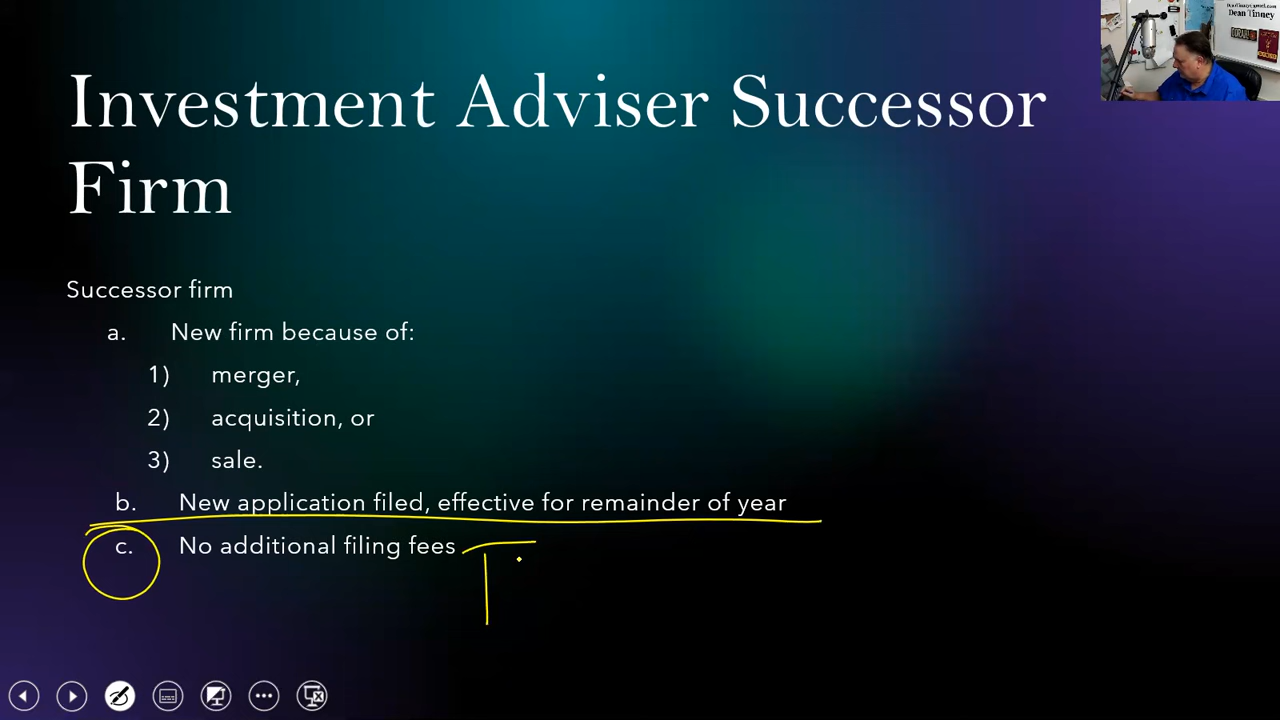 Dean Tinney
Investment Adviser Successor
Firm
Successor firm
a. New firm because of:
1) merger,
2) acquisition, or
3) sale.
b. New application filed, effective for remainder of year
c. No additional filing fees
T